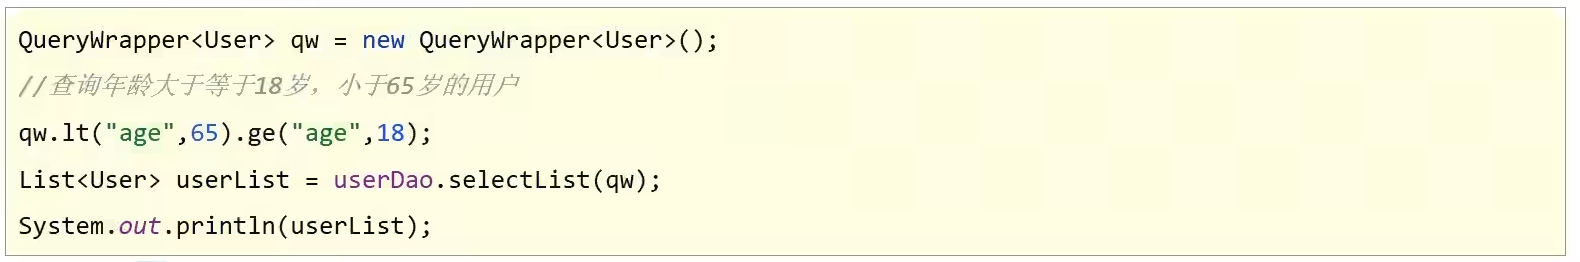 QueryWrapper<User> qw = new QueryWrapper<User>();
//查询年龄大于等于18岁，小于65岁的用户
qw.lt("age",65).ge("age",18);
List<User> userList = userDao.selectList(qw);
System.out.println(userList);